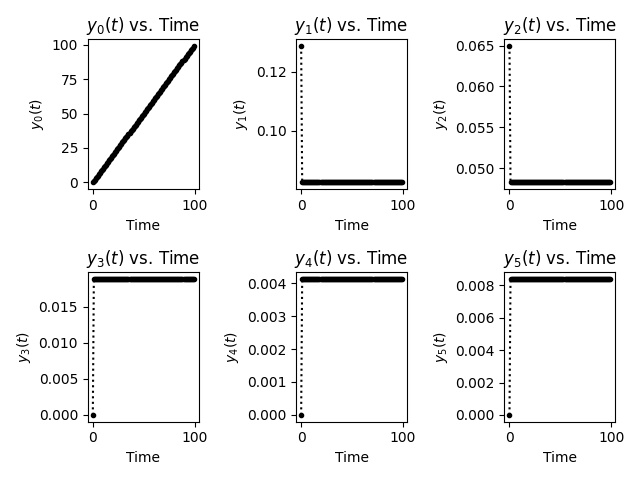 y₀(t) vs. Time
100
75
50
25
0
y₀(t)
0 100
Time
y₁(t) vs. Time
0.12
0.10
y₁(t)
0 100
Time
y₂(t) vs. Time
0.065
0.060
0.055
0.050
y₂(t)
0 100
Time
y₃(t) vs. Time
0.015
0.010
0.005
0.000
y₃(t)
0 100
Time
y₄(t) vs. Time
0.004
0.003
0.002
0.001
0.000
y₄(t)
0 100
Time
y₅(t) vs. Time
0.008
0.006
0.004
0.002
0.000
y₅(t)
0 100
Time